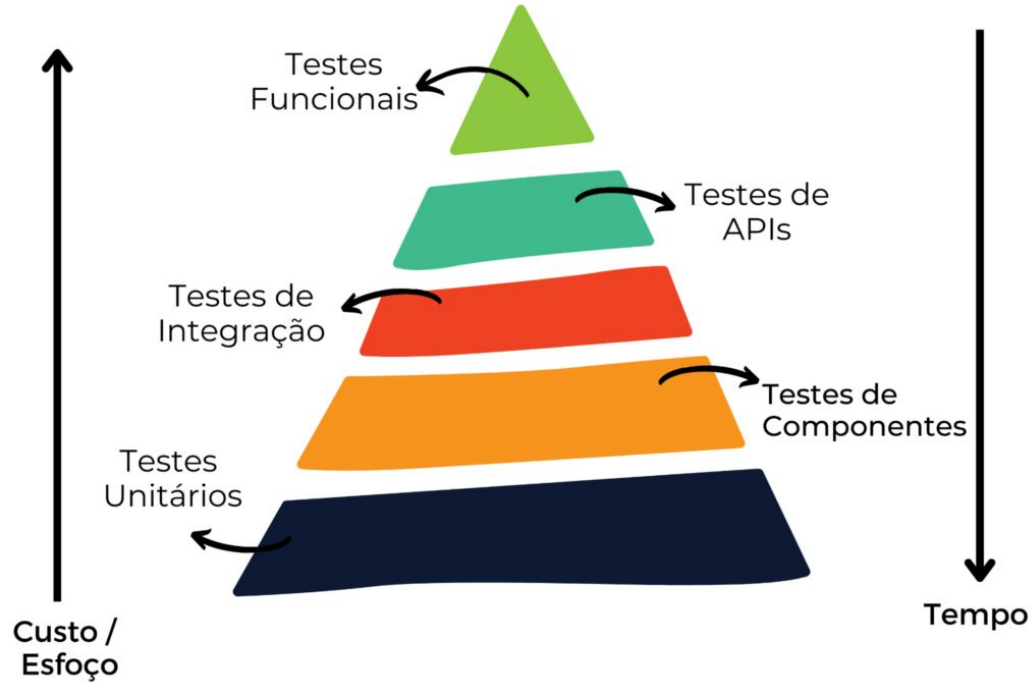 Testes
Funcionais
Testes de
APIs
Testes de
Integração
Testes de
Componentes
Testes
Unitários
Custo /
Esfoço
Tempo